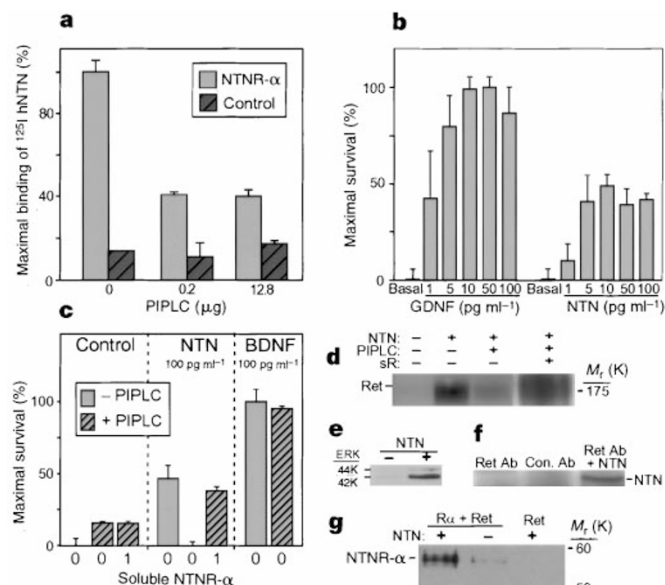 a
Maximal binding of ¹²⁵I hNTN (%)
100
80
40
0
NTNR-α
Control
0 0.2 12.8
PIPLC (μg)
b
Maximal survival (%)
100
50
0
Basal 1 5 10 50 100 Basal 1 5 10 50 100
GDNF (pg ml⁻¹) NTN (pg ml⁻¹)
c
Maximal survival (%)
100
50
0
Control NTN BDNF
100 pg ml⁻¹ 100 pg ml⁻¹
– PIPLC
+ PIPLC
0 0 1 0 0 1 0 0
Soluble NTNR-α
d
NTN: – + + +
PIPLC: – – + +
sR: – – – +
Mr (K)
Ret
-175
e
NTN
ERK – +
44K
42K
f
Ret Ab Con. Ab Ret Ab
+ NTN
-NTN
g
Rα + Ret Ret
NTN: + – +
Mr (K)
NTNR-α
-60